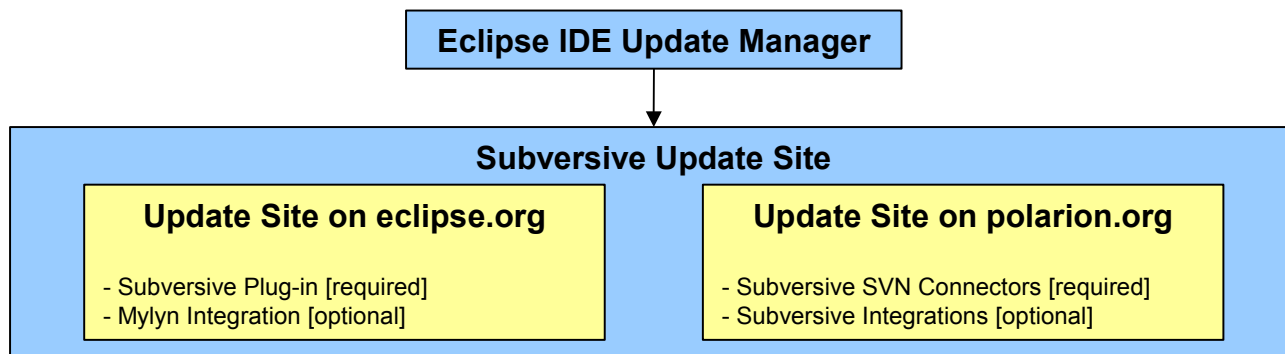 Eclipse IDE Update Manager
Subversive Update Site
Update Site on eclipse.org
- Subversive Plug-in [required]
- Mylyn Integration [optional]
Update Site on polarion.org
- Subversive SVN Connectors [required]
- Subversive Integrations [optional]